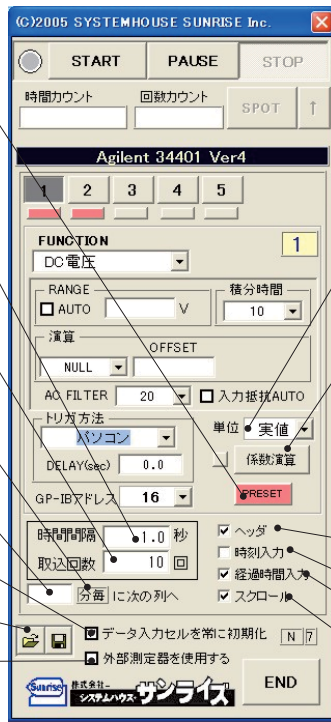 (C)2005 SYSTEMHOUSE SUNRISE Inc.
START PAUSE STOP
時間カウント 回数カウント
SPOT ↑
Agilent 34401 Ver4
1 2 3 4 5
FUNCTION 1
DC電圧
RANGE 積分時間
AUTO V 10
演算 OFFSET
NULL
AC FILTER 20 入力抵抗AUTO
トリガ方法 単位 実値
パソコン
DELAY(sec) 0.0 係数演算
GP-IBアドレス 16 PRESET
時間間隔 1.0 秒 ヘッダ
取込回数 10 回 時刻入力
経過時間入力
分毎 に次の列へ スクロール
データ入力セルを常に初期化 N 7
外部測定器を使用する
Sunrise 株式会社 システムハウス・サンライズ END